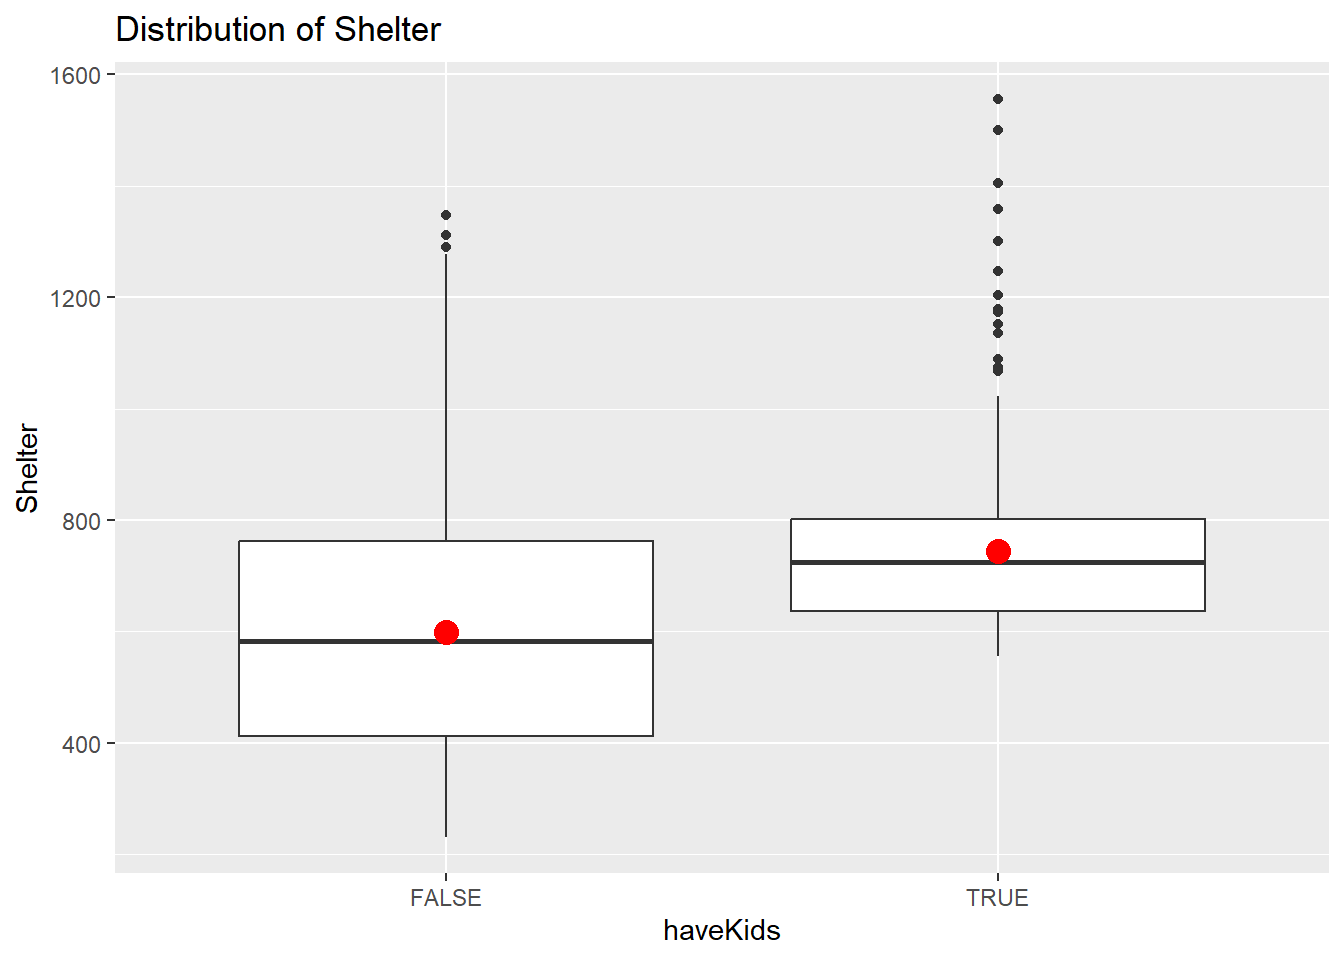 Distribution of Shelter
1600
1200
800
400
Shelter
FALSE
TRUE
haveKids